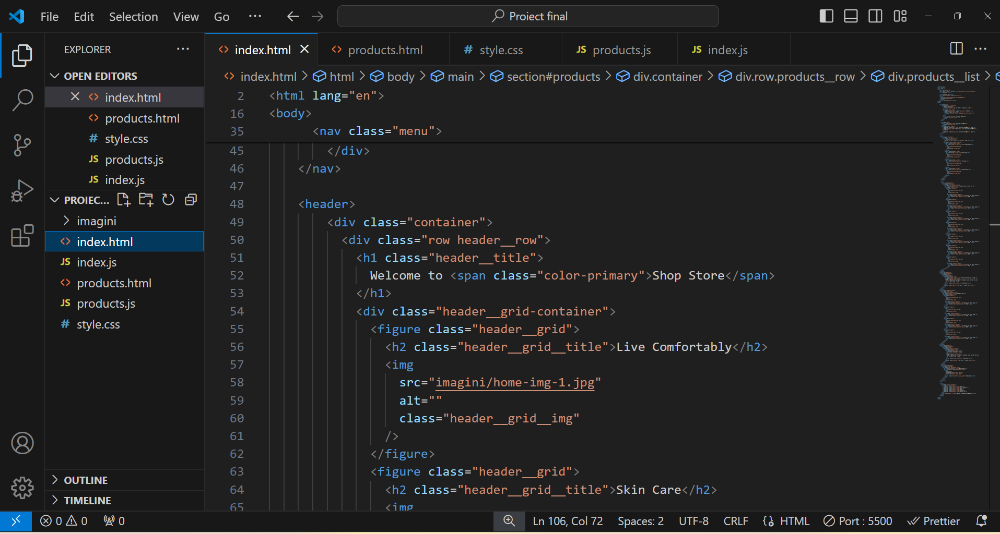 File Edit Selection View Go ··· Proiect final
EXPLORER ···
OPEN EDITORS
index.html
products.html
# style.css
JS products.js
JS index.js
PROIEC...
imagini
index.html
JS index.js
products.html
JS products.js
# style.css
OUTLINE
TIMELINE
index.html products.html # style.css JS products.js JS index.js
index.html > html > body > main > section#products > div.container > div.row.products__row > div.products__list >
2 <html lang="en">
16 <body>
35 <nav class="menu">
45 </div>
46 </nav>
47
48 <header>
49 <div class="container">
50 <div class="row header__row">
51 <h1 class="header__title">
52 Welcome to <span class="color-primary">Shop Store</span>
53 </h1>
54 <div class="header__grid-container">
55 <figure class="header__grid">
56 <h2 class="header__grid__title">Live Comfortably</h2>
57 <img
58 src="imagini/home-img-1.jpg"
59 alt=""
60 class="header__grid__img"
61 />
62 </figure>
63 <figure class="header__grid">
64 <h2 class="header__grid__title">Skin Care</h2>
65 <img
0 0 0 Ln 106, Col 72 Spaces: 2 UTF-8 CRLF HTML Port : 5500 Prettier